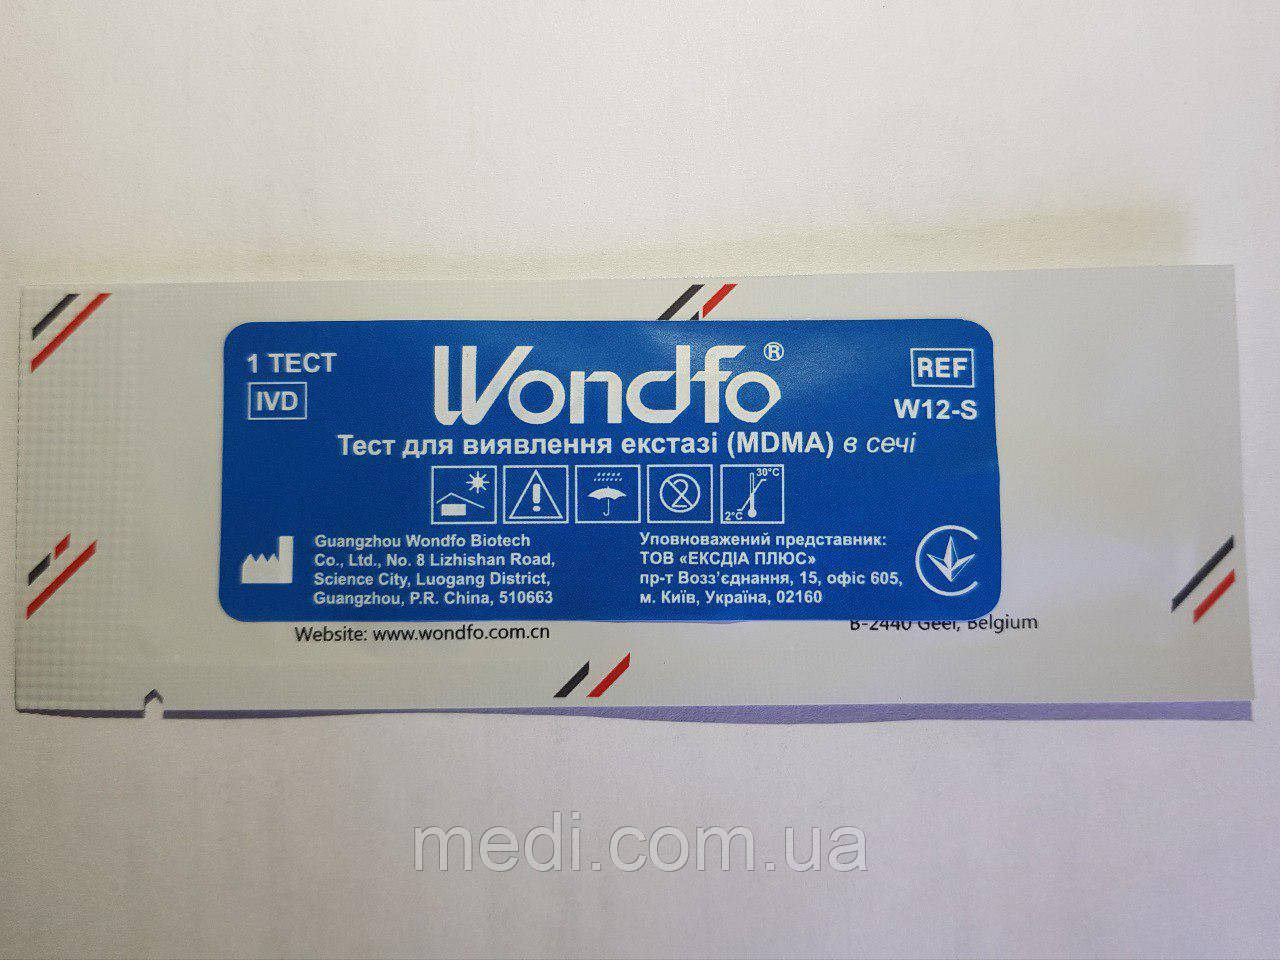 1 ТЕСТ
IVD
Wondfo®
REF
W12-S
Тест для виявлення екстазі (MDMA) в сечі
30°C
2°C
Guangzhou Wondfo Biotech
Co., Ltd., No. 8 Lizhishan Road,
Science City, Luogang District,
Guangzhou, P.R. China, 510663
Уповноважений представник:
ТОВ «ЕКСДІА ПЛЮС»
пр-т Возз’єднання, 15, офіс 605,
м. Київ, Україна, 02160
Website: www.wondfo.com.cn
B-2440 Geel, Belgium
medi.com.ua